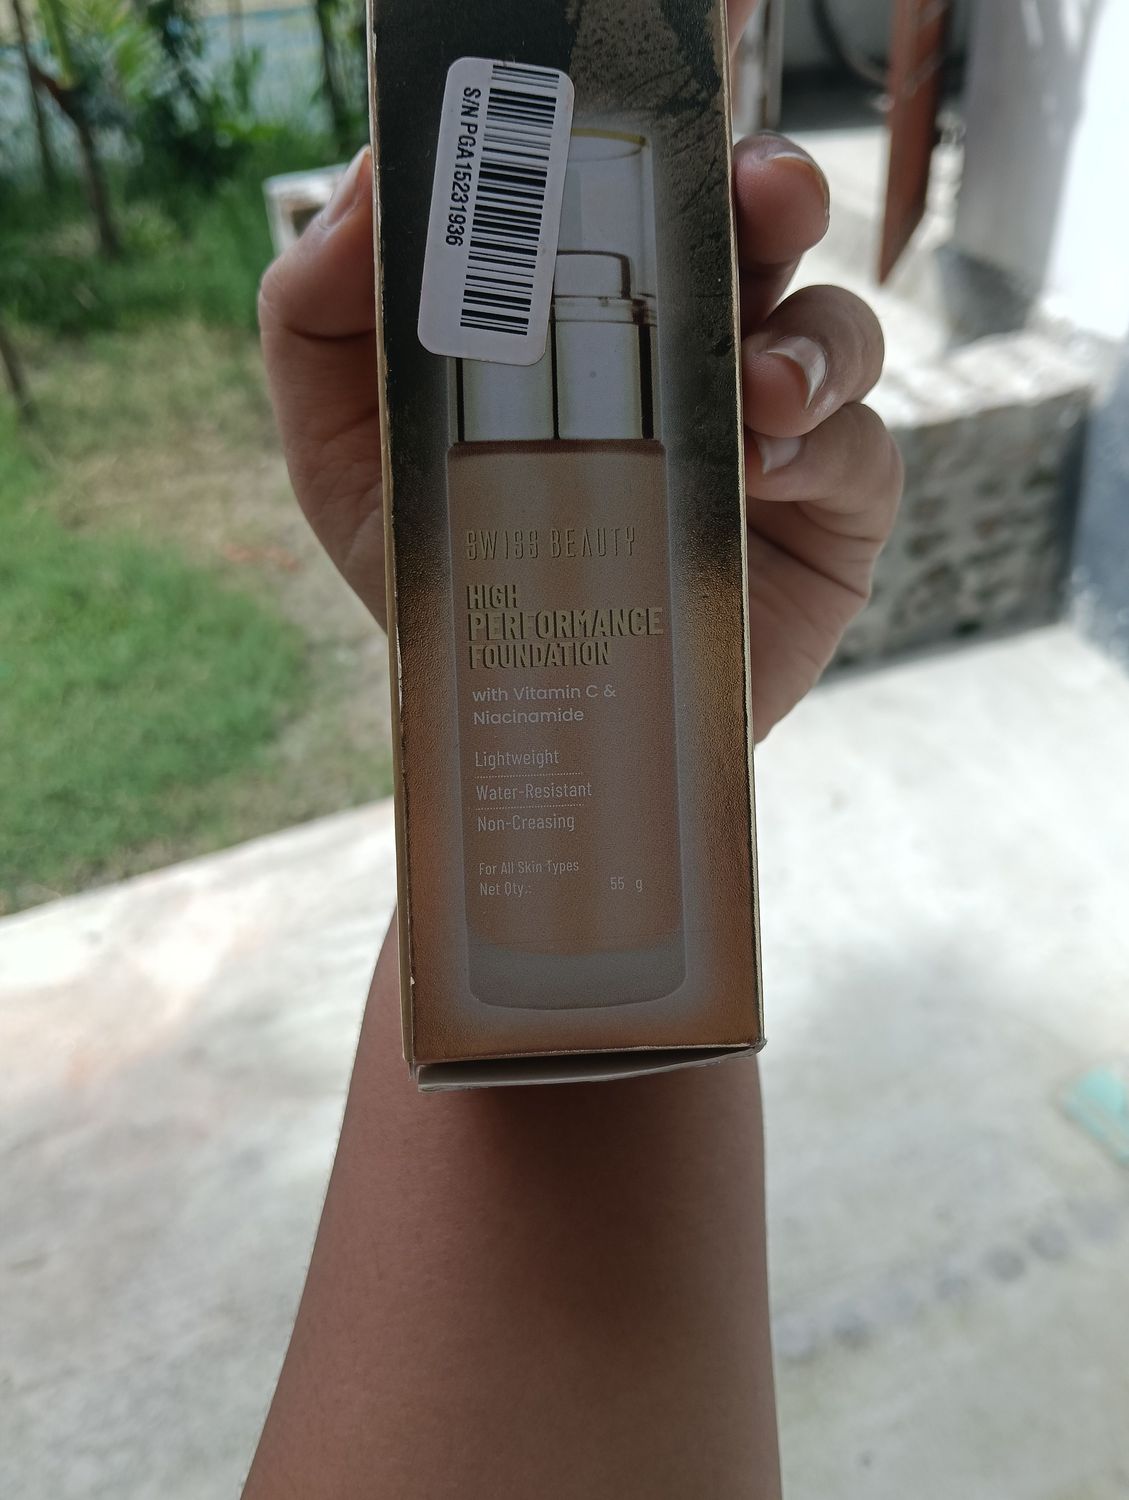 S/N PGA15231936
SWISS BEAUTY
HIGH
PERFORMANCE
FOUNDATION
with Vitamin C &
Niacinamide
Lightweight
Water-Resistant
Non-Creasing
For All Skin Types
Net Qty.: 55 g